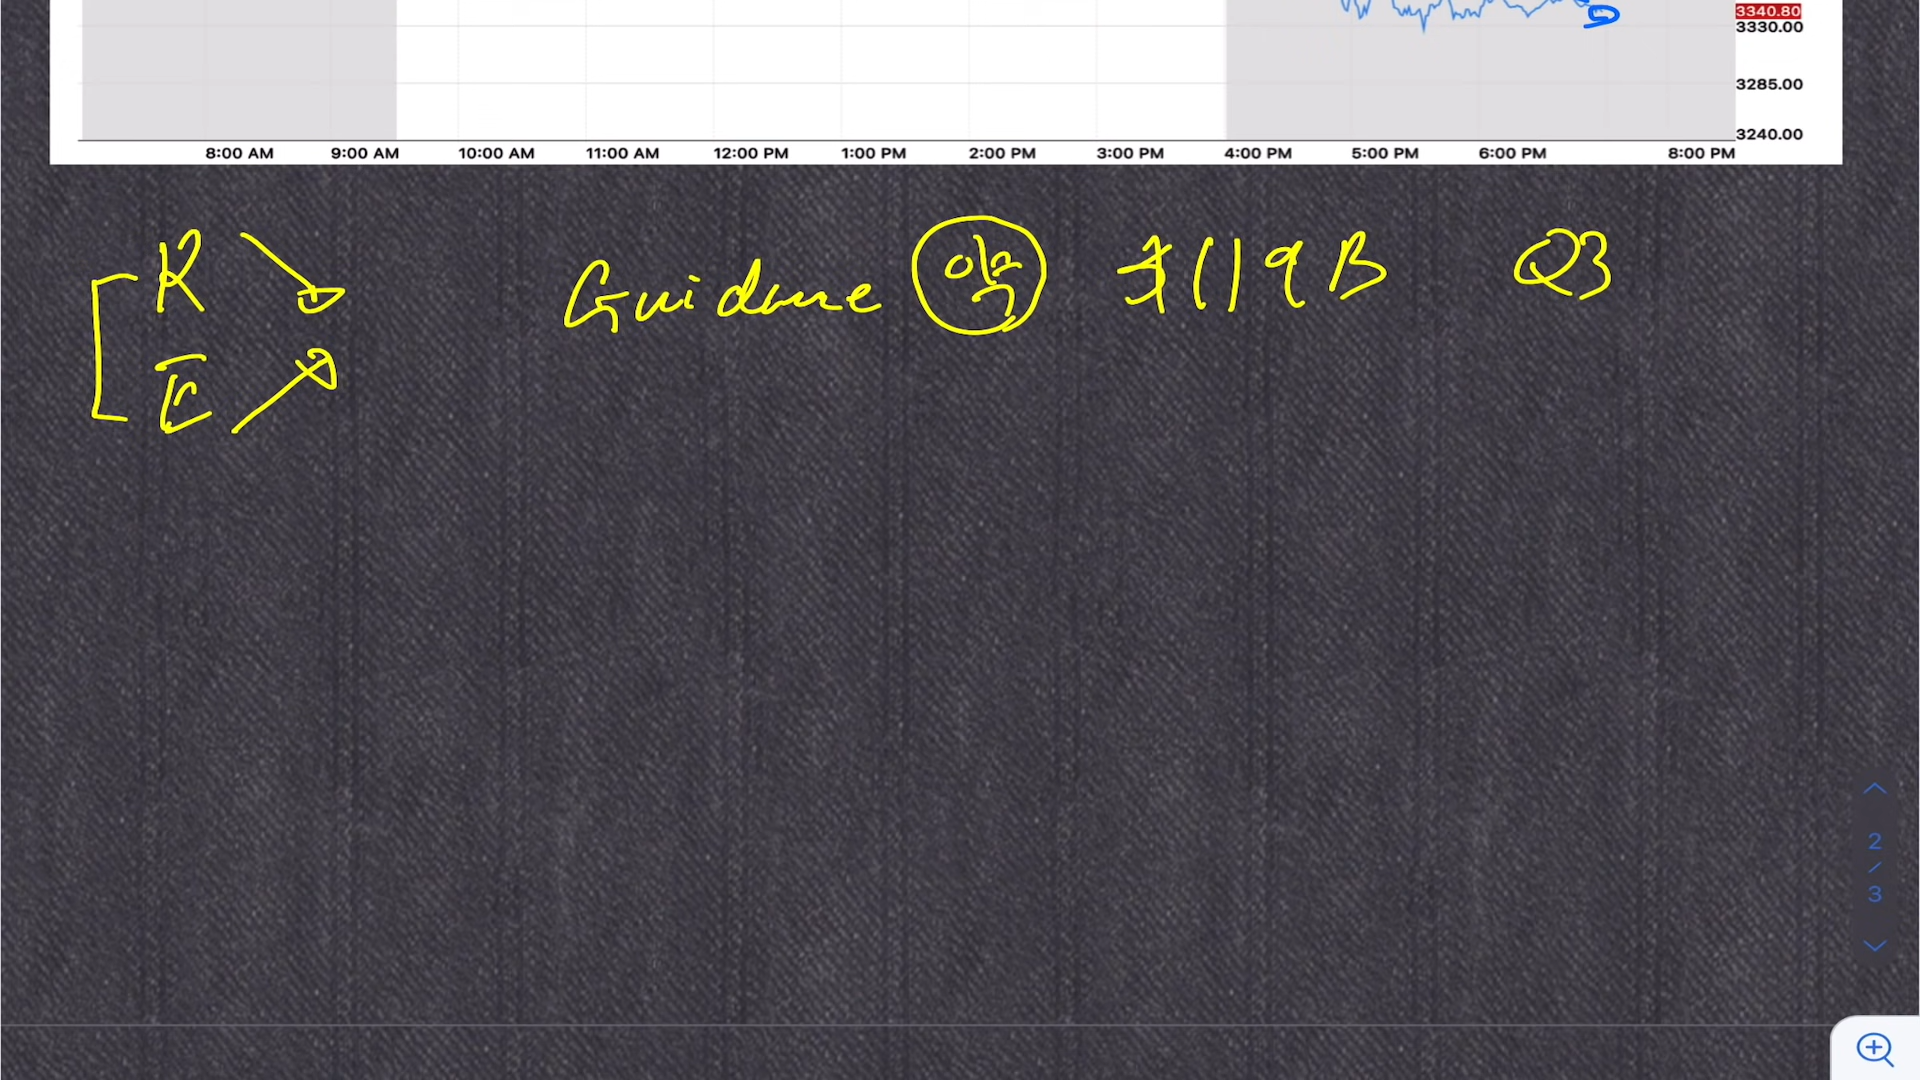 3340.80
3330.00
3285.00
3240.00
8:00 AM 9:00 AM 10:00 AM 11:00 AM 12:00 PM 1:00 PM 2:00 PM 3:00 PM 4:00 PM 5:00 PM 6:00 PM 8:00 PM
R Guidance $119B Q3
E
2
/
3